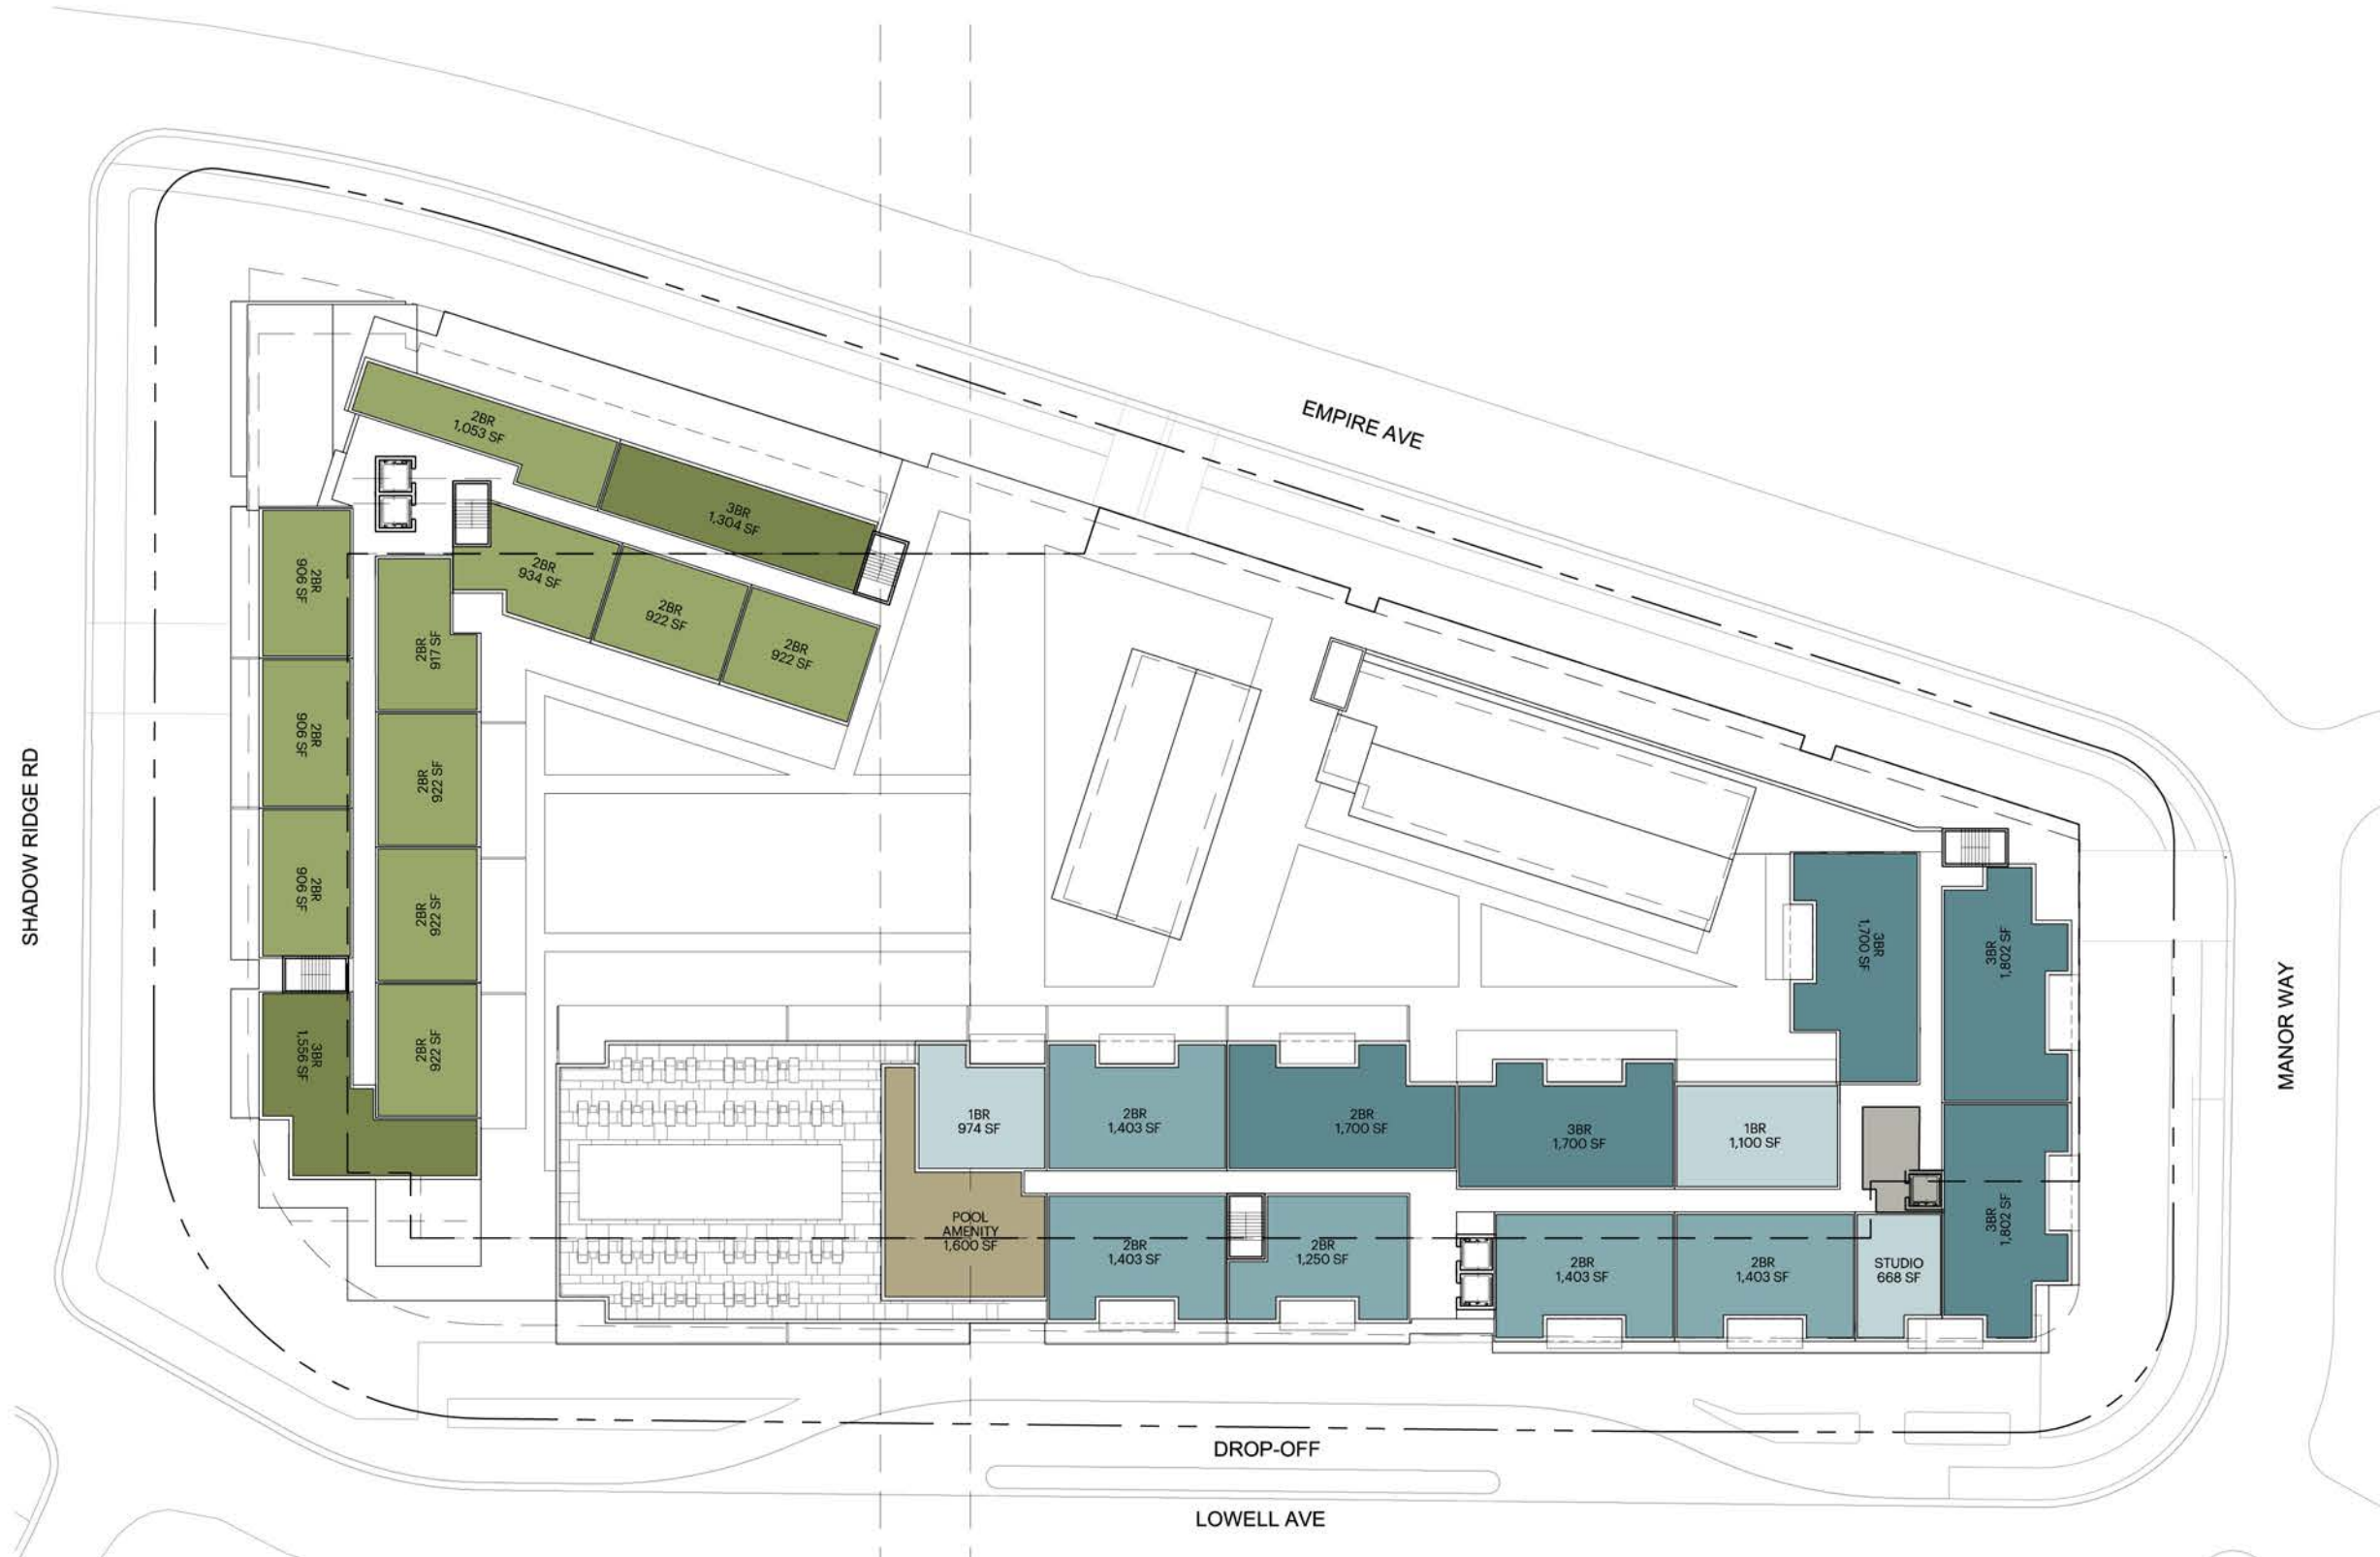 EMPIRE AVE
2BR
1,053 SF
3BR
1,304 SF
2BR
934 SF
2BR
922 SF
2BR
922 SF
2BR
906 SF
2BR
906 SF
2BR
906 SF
3BR
1,556 SF
2BR
917 SF
2BR
922 SF
2BR
922 SF
2BR
922 SF
SHADOW RIDGE RD
3BR
1,700 SF
3BR
1,802 SF
3BR
1,802 SF
MANOR WAY
1BR
974 SF
2BR
1,403 SF
2BR
1,700 SF
3BR
1,700 SF
1BR
1,100 SF
POOL
AMENITY
1,600 SF
2BR
1,403 SF
2BR
1,250 SF
2BR
1,403 SF
2BR
1,403 SF
STUDIO
668 SF
DROP-OFF
LOWELL AVE